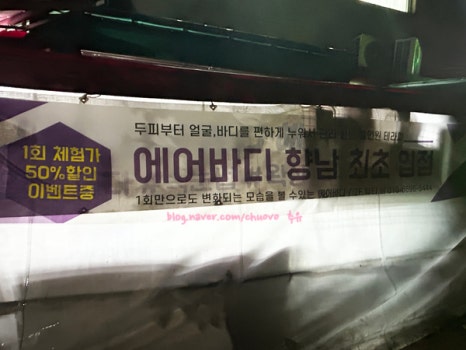 두피부터 얼굴,바디를 편하게 누워서
1회 체험가
50%할인
이벤트중
에어바디 향남 최초 입점
1회만으로도 변화되는 모습을 볼 수있는
blog.naver.com/chuovo 츄유